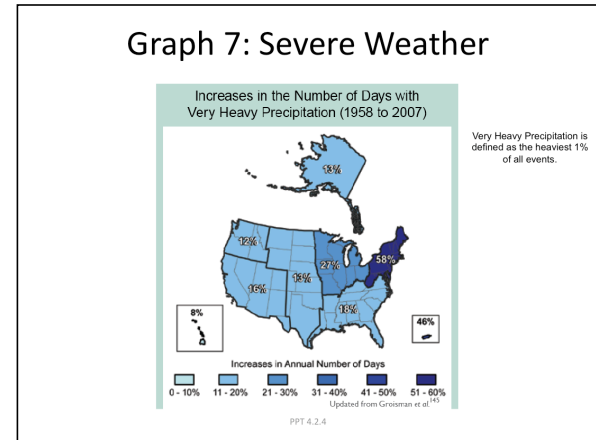 Graph 7: Severe Weather
Increases in the Number of Days with
Very Heavy Precipitation (1958 to 2007)
Very Heavy Precipitation is
defined as the heaviest 1%
of all events.
13%
12%
58%
27%
13%
16%
18%
8%
46%
Increases in Annual Number of Days
0 - 10% 11 - 20% 21 - 30% 31 - 40% 41 - 50% 51 - 60%
Updated from Groisman et al.145
PPT 4.2.4